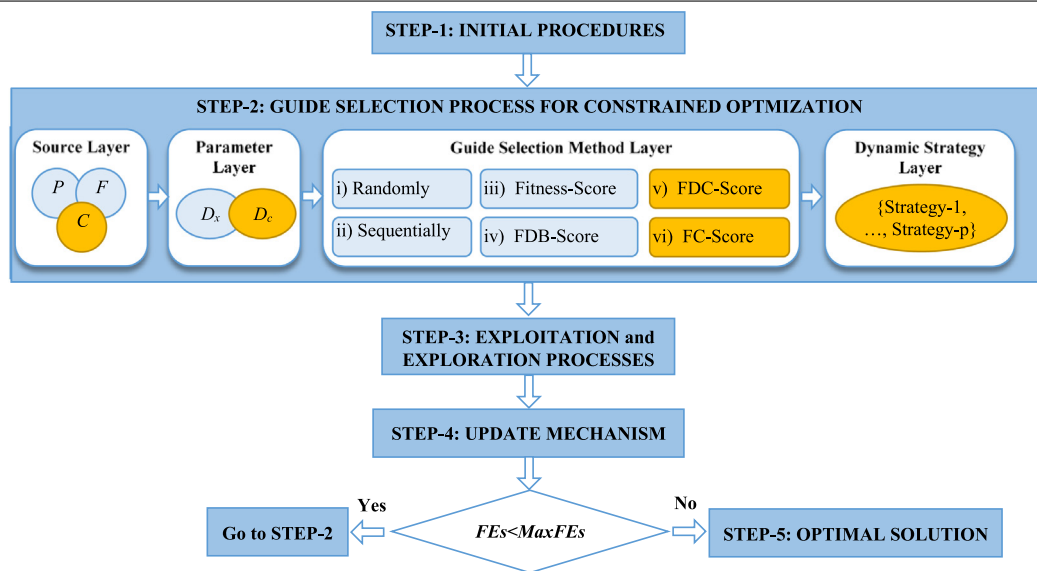 STEP-1: INITIAL PROCEDURES
STEP-2: GUIDE SELECTION PROCESS FOR CONSTRAINED OPTMIZATION
Source Layer
P
F
C
Parameter
Layer
Dx
Dc
Guide Selection Method Layer
i) Randomly
iii) Fitness-Score
v) FDC-Score
ii) Sequentially
iv) FDB-Score
vi) FC-Score
Dynamic Strategy
Layer
{Strategy-1,
…, Strategy-p}
STEP-3: EXPLOITATION and
EXPLORATION PROCESSES
STEP-4: UPDATE MECHANISM
Yes
No
Go to STEP-2
FEs<MaxFEs
STEP-5: OPTIMAL SOLUTION